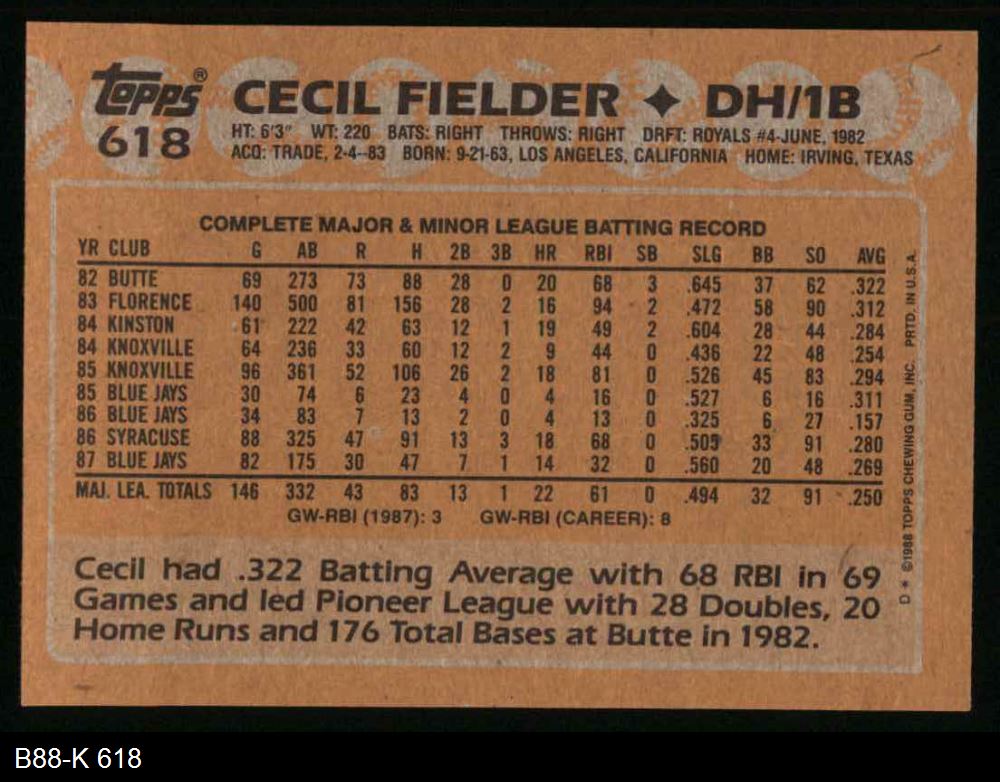 Topps® CECIL FIELDER ✦ DH/1B
618 HT: 6'3" WT: 220 BATS: RIGHT THROWS: RIGHT DRFT: ROYALS #4-JUNE, 1982
ACQ: TRADE, 2-4--83 BORN: 9-21-63, LOS ANGELES, CALIFORNIA HOME: IRVING, TEXAS
COMPLETE MAJOR & MINOR LEAGUE BATTING RECORD
YR CLUB G AB R H 2B 3B HR RBI SB SLG BB SO AVG
82 BUTTE 69 273 73 88 28 0 20 68 3 .645 37 62 .322
83 FLORENCE 140 500 81 156 28 2 16 94 2 .472 58 90 .312
84 KINSTON 61 222 42 63 12 1 19 49 2 .604 28 44 .284
84 KNOXVILLE 64 236 33 60 12 2 9 44 0 .436 22 48 .254
85 KNOXVILLE 96 361 52 106 26 2 18 81 0 .526 45 83 .294
85 BLUE JAYS 30 74 6 23 4 0 4 16 0 .527 6 16 .311
86 BLUE JAYS 34 83 7 13 2 0 4 13 0 .325 6 27 .157
86 SYRACUSE 88 325 47 91 13 3 18 68 0 .505 33 91 .280
87 BLUE JAYS 82 175 30 47 7 1 14 32 0 .560 20 48 .269
MAJ. LEA. TOTALS 146 332 43 83 13 1 22 61 0 .494 32 91 .250
GW-RBI (1987): 3 GW-RBI (CAREER): 8
Cecil had .322 Batting Average with 68 RBI in 69
Games and led Pioneer League with 28 Doubles, 20
Home Runs and 176 Total Bases at Butte in 1982.
D* ©1988 TOPPS CHEWING GUM, INC. PRTD. IN U.S.A.
B88-K 618